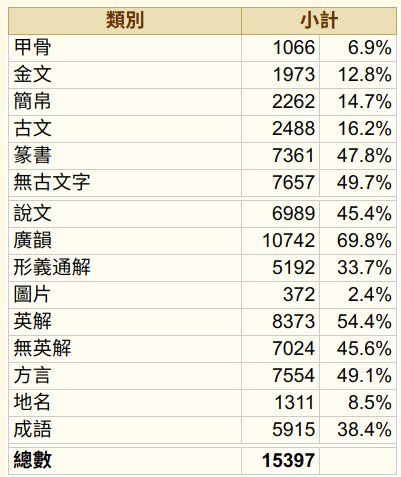 類別 小計
甲骨 1066 6.9%
金文 1973 12.8%
簡帛 2262 14.7%
古文 2488 16.2%
篆書 7361 47.8%
無古文字 7657 49.7%
說文 6989 45.4%
廣韻 10742 69.8%
形義通解 5192 33.7%
圖片 372 2.4%
英解 8373 54.4%
無英解 7024 45.6%
方言 7554 49.1%
地名 1311 8.5%
成語 5915 38.4%
總數 15397